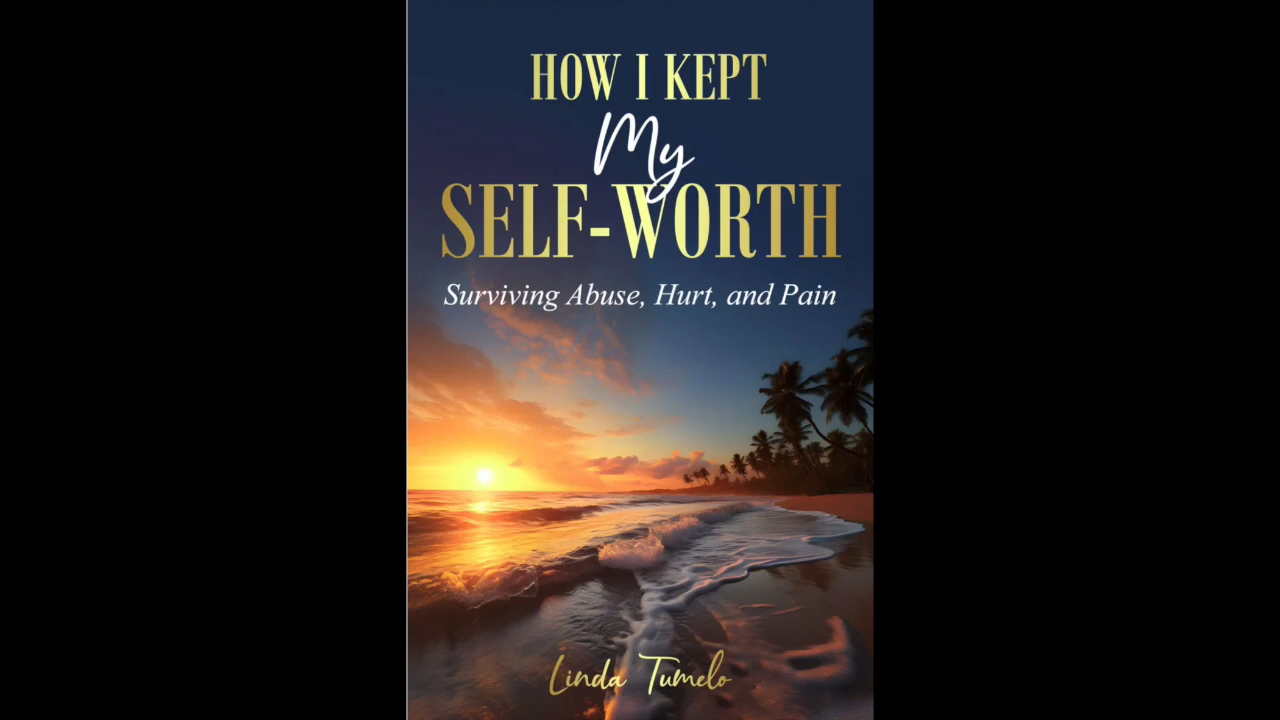 HOW I KEPT
My
SELF-WORTH
Surviving Abuse, Hurt, and Pain
Linda Tumelo